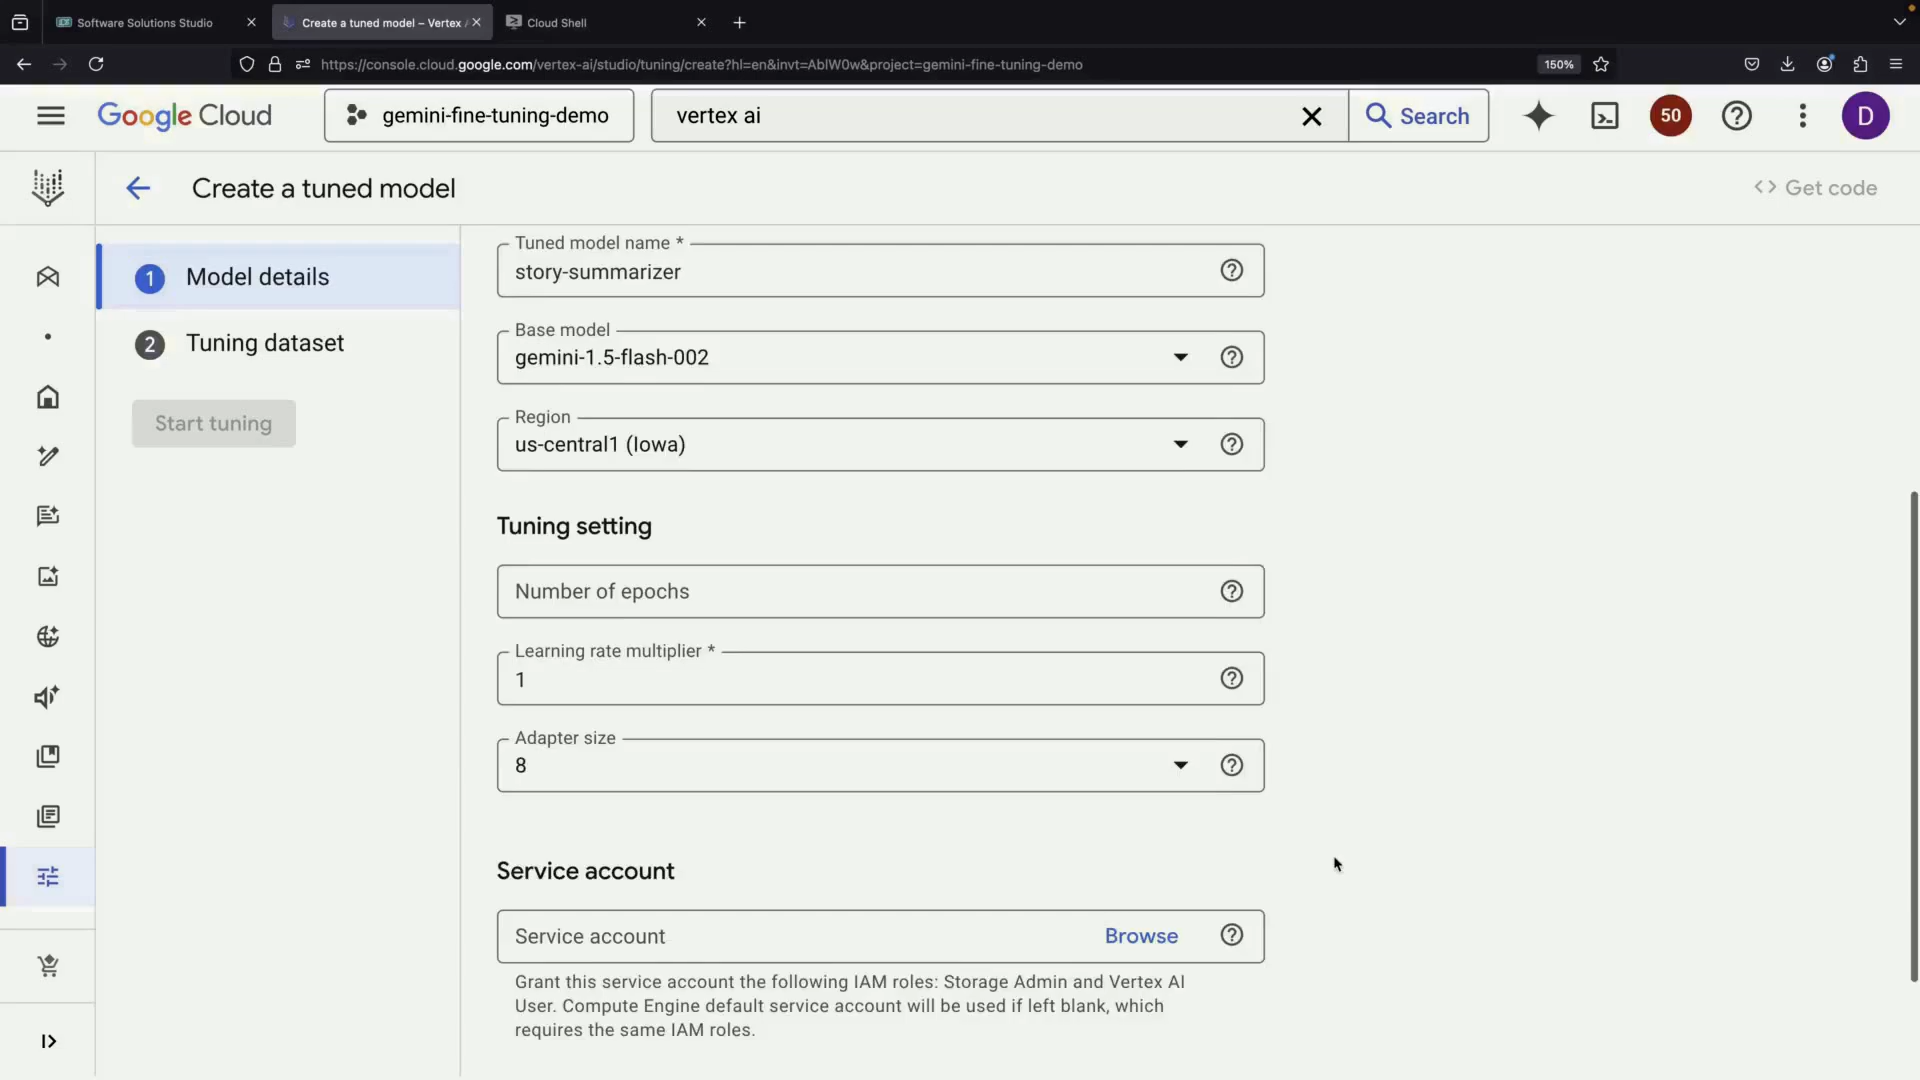 Software Solutions Studio
Create a tuned model – Vertex A
Cloud Shell
https://console.cloud.google.com/vertex-ai/studio/tuning/create?hl=en&invt=AblW0w&project=gemini-fine-tuning-demo
150%
Google Cloud
gemini-fine-tuning-demo
vertex ai
Search
50
D
Create a tuned model
Get code
1 Model details
2 Tuning dataset
Start tuning
Tuned model name *
story-summarizer
Base model
gemini-1.5-flash-002
Region
us-central1 (Iowa)
Tuning setting
Number of epochs
Learning rate multiplier *
1
Adapter size
8
Service account
Service account
Browse
Grant this service account the following IAM roles: Storage Admin and Vertex AI
User. Compute Engine default service account will be used if left blank, which
requires the same IAM roles.